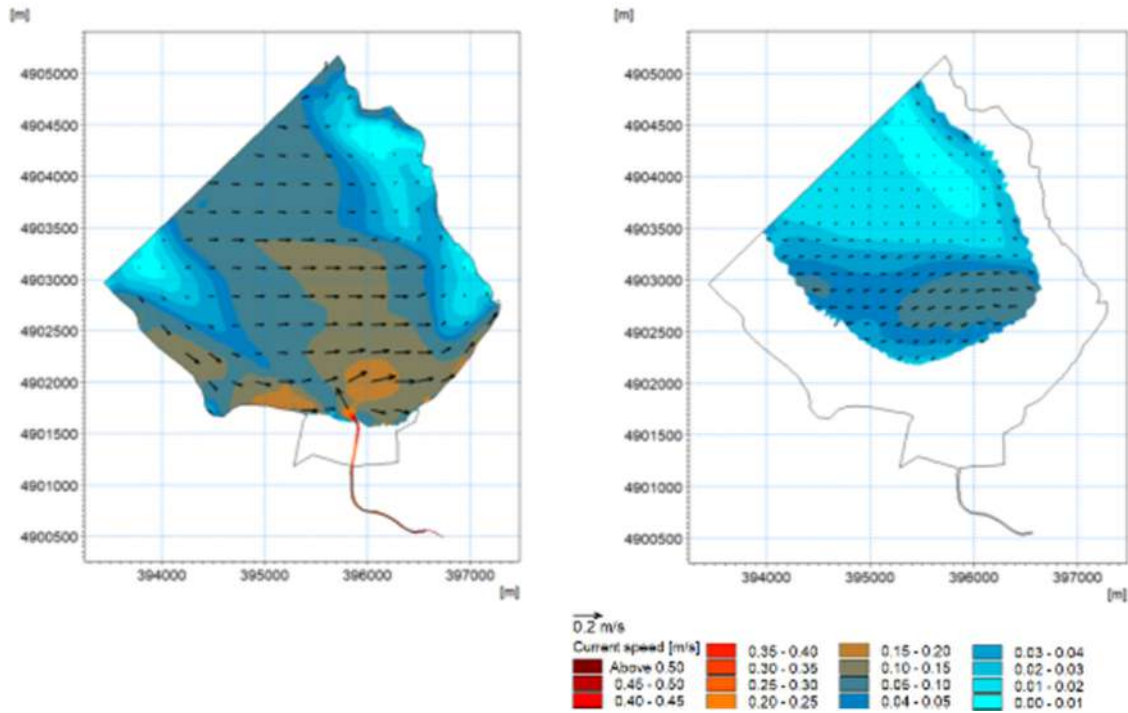 [m]
4905000
4904500
4904000
4903500
4903000
4902500
4902000
4901500
4901000
4900500
394000 395000 396000 397000
[m]
[m]
4905000
4904500
4904000
4903500
4903000
4902500
4902000
4901500
4901000
4900500
394000 395000 396000 397000
[m]
0.2 m/s
Current speed [m/s]
Above 0.50
0.45 - 0.50
0.40 - 0.45
0.35 - 0.40
0.30 - 0.35
0.25 - 0.30
0.20 - 0.25
0.15 - 0.20
0.10 - 0.15
0.05 - 0.10
0.04 - 0.05
0.03 - 0.04
0.02 - 0.03
0.01 - 0.02
0.00 - 0.01